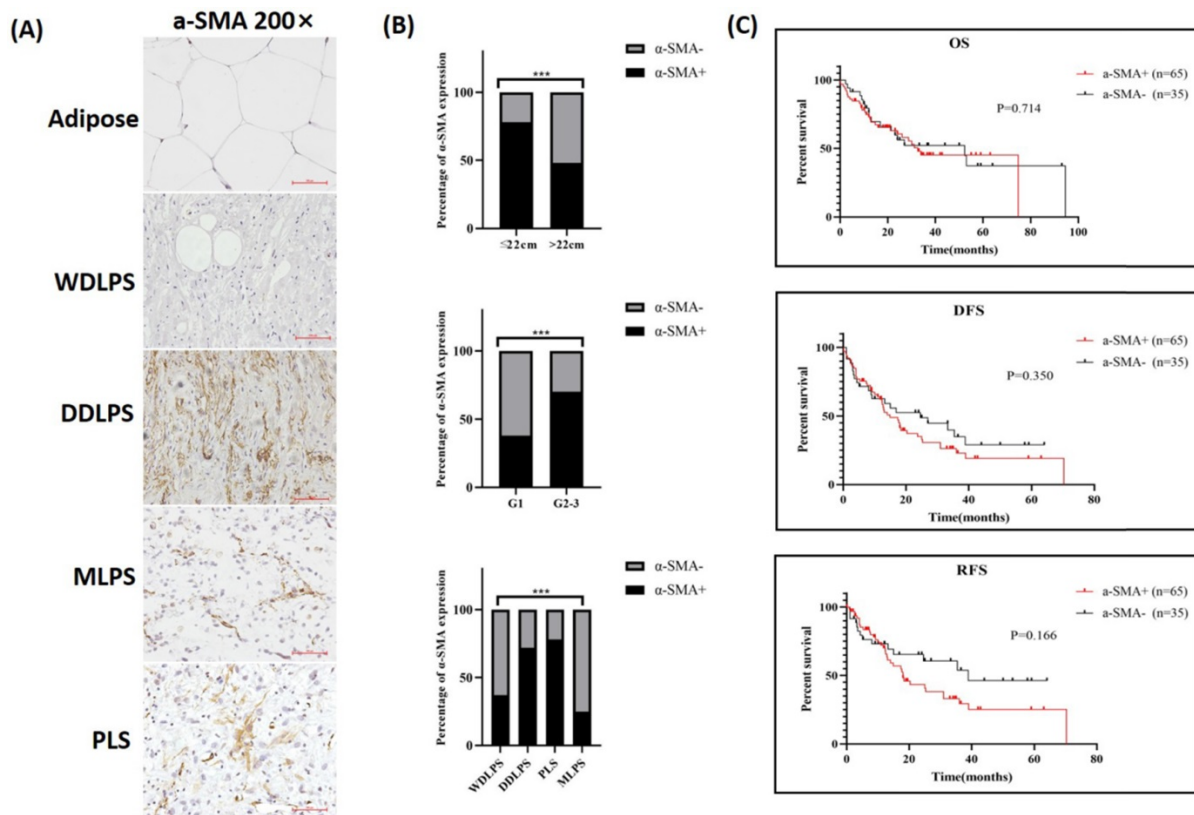 (A)
a-SMA 200×
Adipose
WDLPS
DDLPS
MLPS
PLS
(B)
Percentage of α-SMA expression
α-SMA-
α-SMA+
***
100
50
0
≤22cm
>22cm
Percentage of α-SMA expression
α-SMA-
α-SMA+
***
100
50
0
G1
G2-3
Percentage of α-SMA expression
α-SMA-
α-SMA+
***
100
50
0
WDLPS
DDLPS
PLS
MLPS
(C)
OS
a-SMA+ (n=65)
a-SMA- (n=35)
P=0.714
Percent survival
100
50
0
0 20 40 60 80 100
Time(months)
DFS
a-SMA+ (n=65)
a-SMA- (n=35)
P=0.350
Percent survival
100
50
0
0 20 40 60 80
Time(months)
RFS
a-SMA+ (n=65)
a-SMA- (n=35)
P=0.166
Percent survival
100
50
0
0 20 40 60 80
Time(months)